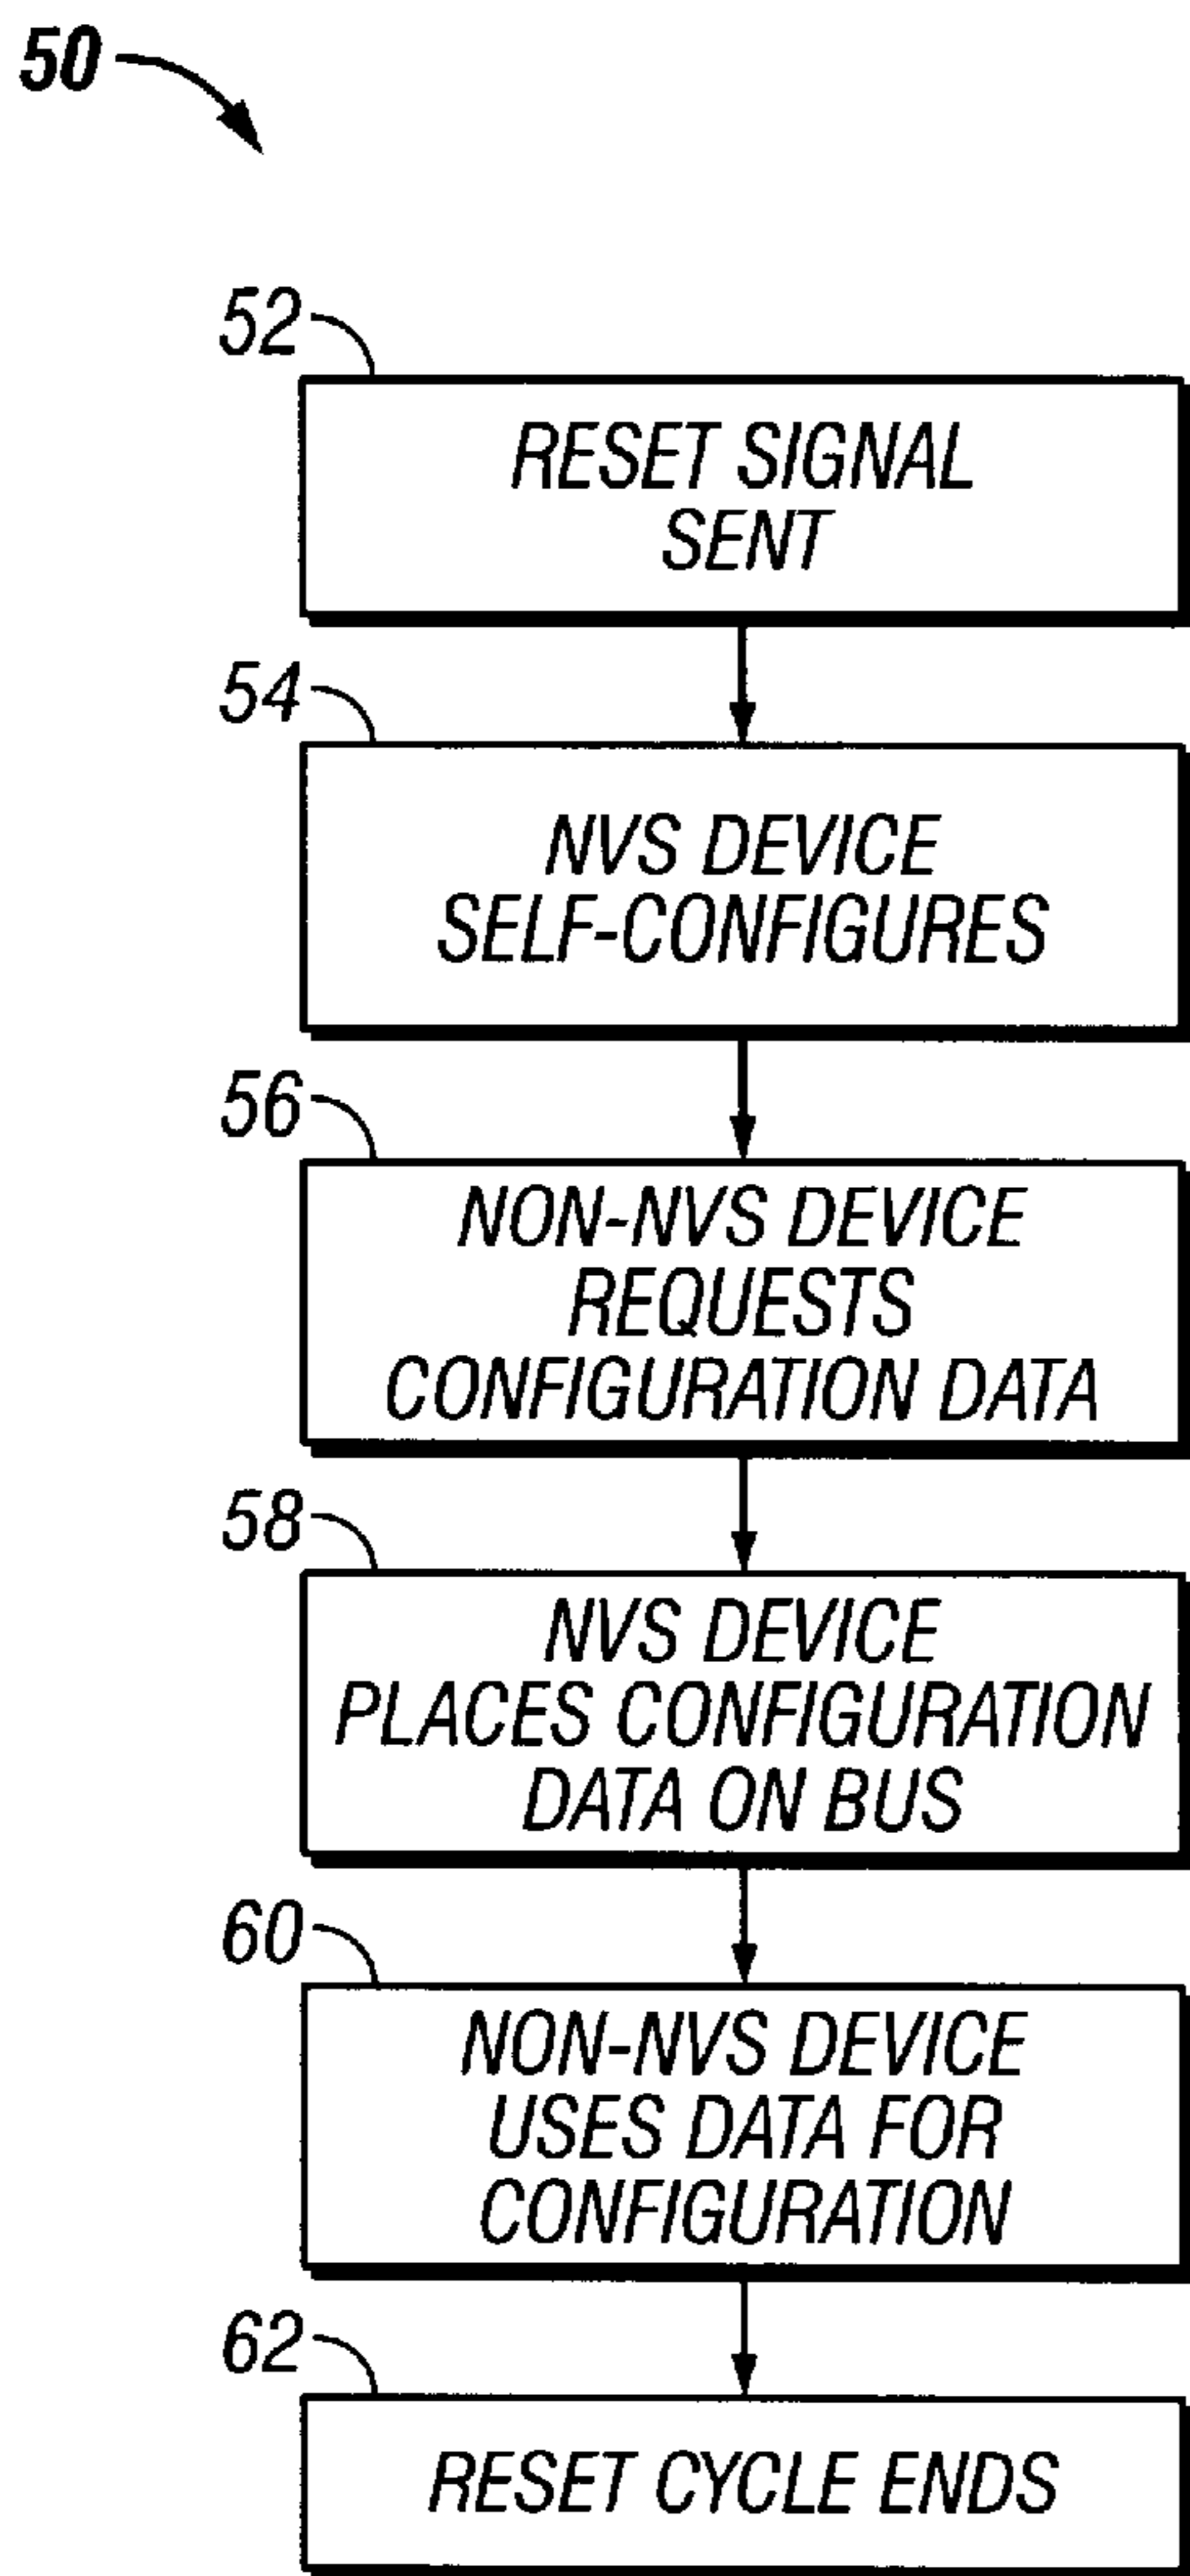 50
52
RESET SIGNAL
SENT
54
NVS DEVICE
SELF-CONFIGURES
56
NON-NVS DEVICE
REQUESTS
CONFIGURATION DATA
58
NVS DEVICE
PLACES CONFIGURATION
DATA ON BUS
60
NON-NVS DEVICE
USES DATA FOR
CONFIGURATION
62
RESET CYCLE ENDS